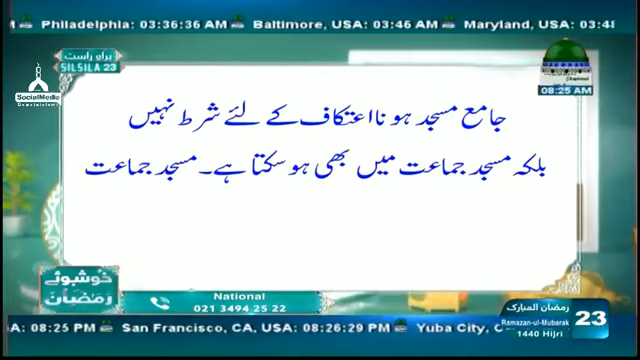 Philadelphia: 03:36:36 AM Baltimore, USA: 03:46 AM Maryland, USA: 03:48
براہِ راست
SILSILA 23
SocialMedia
08:25 AM
جامع مسجد ہونا اعتکاف کے لئے شرط نہیں
بلکہ مسجد جماعت میں بھی ہوسکتا ہے۔ مسجد جماعت
خوشبوئے
رمضان
National
021 3494 25 22
رمضان المبارک
Ramazan-ul-Mubarak
1440 Hijri
23
AS: 08:25 PM San Francisco, CA, USA: 08:26:29 PM Yuba City, C